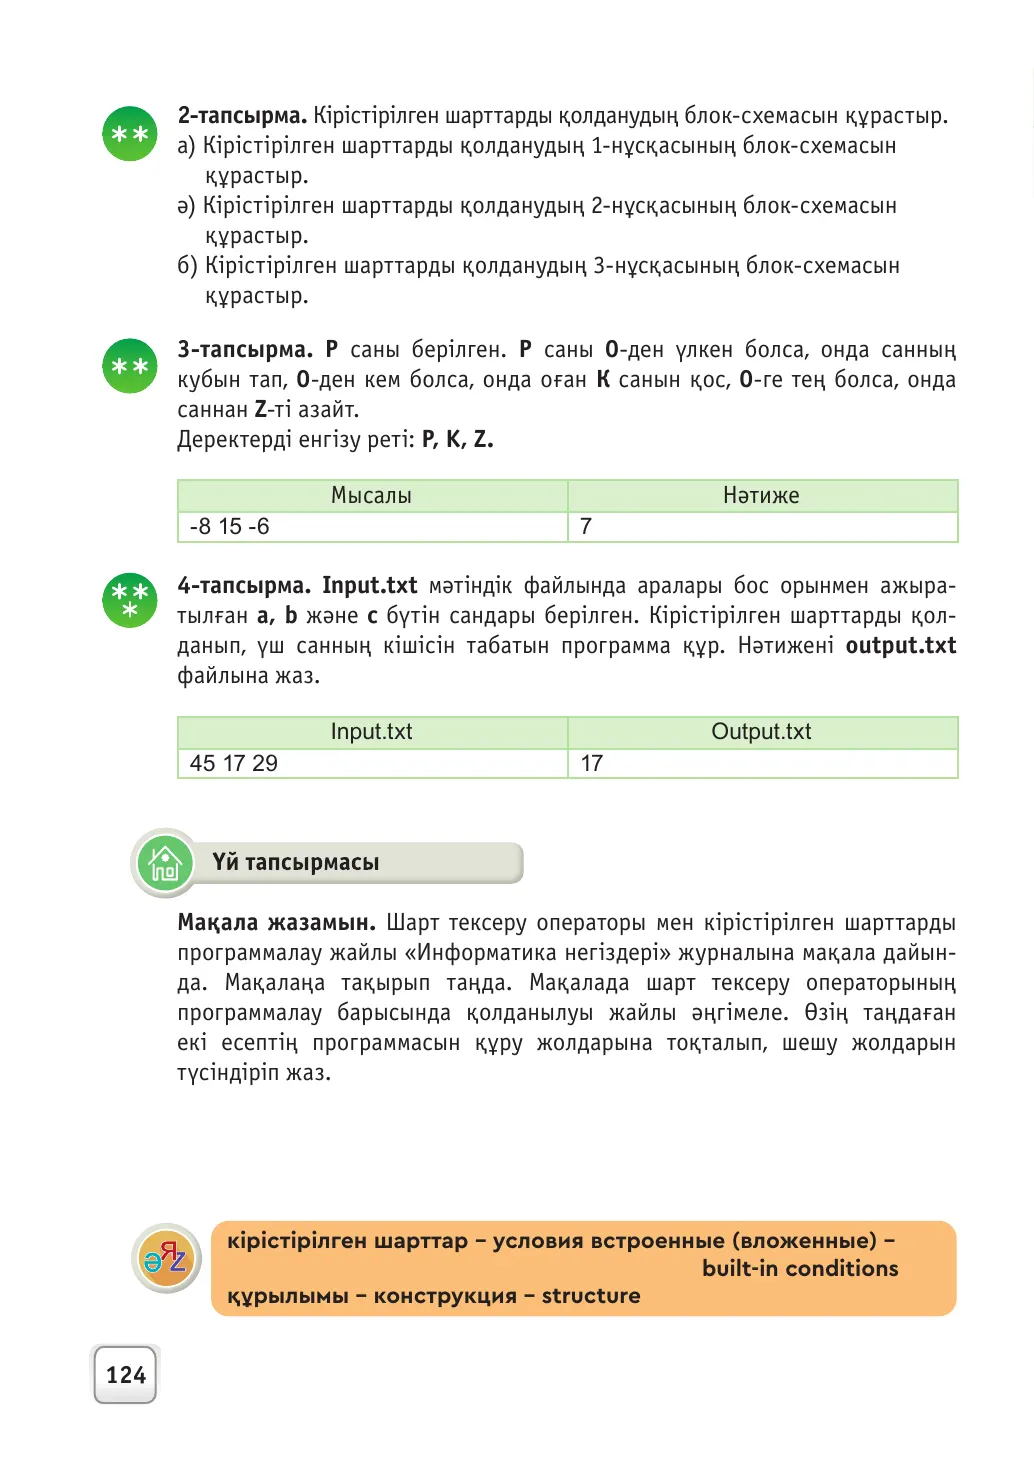 **
2-тапсырма. Кірістірілген шарттарды қолданудың блок-схемасын құрастыр.
а) Кірістірілген шарттарды қолданудың 1-нұсқасының блок-схемасын
құрастыр.
ә) Кірістірілген шарттарды қолданудың 2-нұсқасының блок-схемасын
құрастыр.
б) Кірістірілген шарттарды қолданудың 3-нұсқасының блок-схемасын
құрастыр.
**
3-тапсырма. P саны берілген. P саны 0-ден үлкен болса, онда санның
кубын тап, 0-ден кем болса, онда оған K санын қос, 0-ге тең болса, онда
саннан Z-ті азайт.
Деректерді енгізу реті: P, K, Z.
Мысалы Нәтиже
-8 15 -6 7
***
4-тапсырма. Input.txt мәтіндік файлында аралары бос орынмен ажыра-
тылған a, b және c бүтін сандары берілген. Кірістірілген шарттарды қол-
данып, үш санның кішісін табатын программа құр. Нәтижені output.txt
файлына жаз.
Input.txt Output.txt
45 17 29 17
Үй тапсырмасы
Мақала жазамын. Шарт тексеру операторы мен кірістірілген шарттарды
программалау жайлы «Информатика негіздері» журналына мақала дайын-
да. Мақалаңа тақырып таңда. Мақалада шарт тексеру операторының
программалау барысында қолданылуы жайлы әңгімеле. Өзің таңдаған
екі есептің программасын құру жолдарына тоқталып, шешу жолдарын
түсіндіріп жаз.
әЯZ
кірістірілген шарттар – условия встроенные (вложенные) –
built-in conditions
құрылымы – конструкция – structure
124